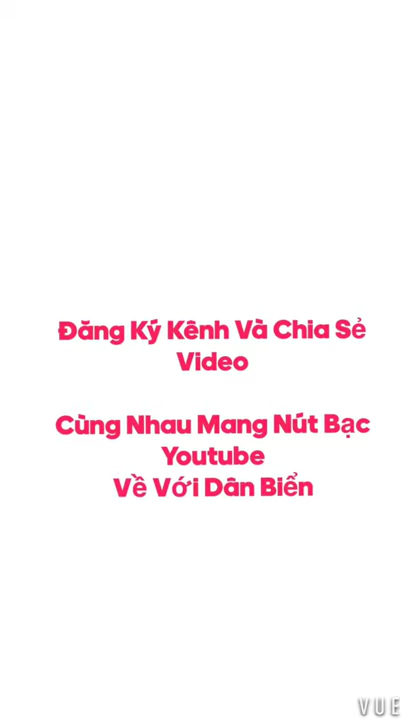 Đăng Ký Kênh Và Chia Sẻ
Video
Cùng Nhau Mang Nút Bạc
Youtube
Về Với Dân Biển
VUE